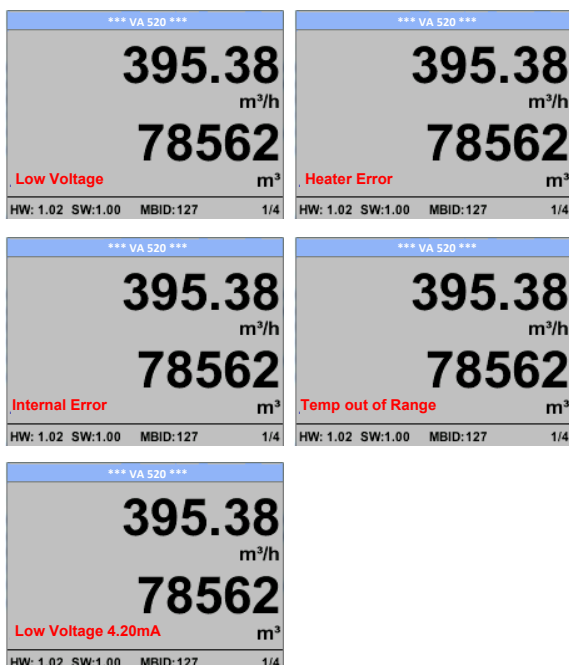 *** VA 520 ***
395.38
m³/h
78562
Low Voltage
m³
HW: 1.02 SW:1.00 MBID:127 1/4
*** VA 520 ***
395.38
m³/h
78562
Heater Error
m³
HW: 1.02 SW:1.00 MBID:127 1/4
*** VA 520 ***
395.38
m³/h
78562
Internal Error
m³
HW: 1.02 SW:1.00 MBID:127 1/4
*** VA 520 ***
395.38
m³/h
78562
Temp out of Range
m³
HW: 1.02 SW:1.00 MBID:127 1/4
*** VA 520 ***
395.38
m³/h
78562
Low Voltage 4.20mA
m³
HW: 1.02 SW:1.00 MBID:127 1/4